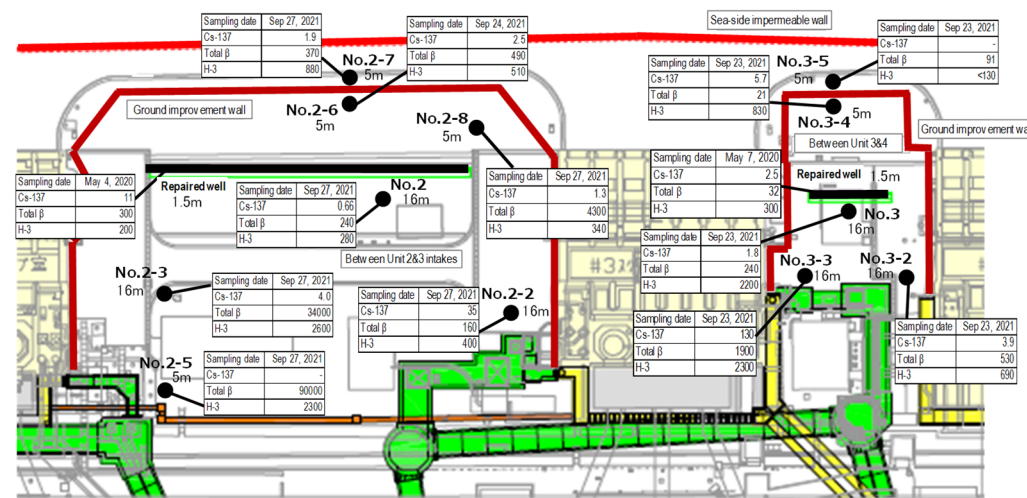 Sampling date Sep 27, 2021
Cs-137 1.9
Total β 370
H-3 880
Sampling date Sep 24, 2021
Cs-137 2.5
Total β 490
H-3 510
Sea-side impermeable wall
Sampling date Sep 23, 2021
Cs-137 -
Total β 91
H-3 <130
No.2-7
5m
No.3-5
5m
Sampling date Sep 23, 2021
Cs-137 5.7
Total β 21
H-3 830
Ground improvement wall
No.2-6
5m
No.2-8
5m
5m
No.3-4
Ground improvement wa
Between Unit 3&4
Sampling date May 4, 2020
Cs-137 11
Total β 300
H-3 200
Repaired well
1.5m
Sampling date Sep 27, 2021
Cs-137 0.66
Total β 240
H-3 280
No.2
16m
Sampling date Sep 27, 2021
Cs-137 1.3
Total β 4300
H-3 340
Sampling date May 7, 2020
Cs-137 2.5
Total β 32
H-3 300
Repaired well 1.5m
No.3
16m
Sampling date Sep 23, 2021
Cs-137 1.8
Total β 240
H-3 2200
Between Unit 2&3 intakes
No.2-3
16m
Sampling date Sep 27, 2021
Cs-137 4.0
Total β 34000
H-3 2600
Sampling date Sep 27, 2021
Cs-137 35
Total β 160
H-3 400
No.2-2
16m
No.3-3
16m
No.3-2
16m
Sampling date Sep 23, 2021
Cs-137 130
Total β 1900
H-3 2300
Sampling date Sep 23, 2021
Cs-137 3.9
Total β 530
H-3 690
No.2-5
5m
Sampling date Sep 27, 2021
Cs-137 -
Total β 90000
H-3 2300